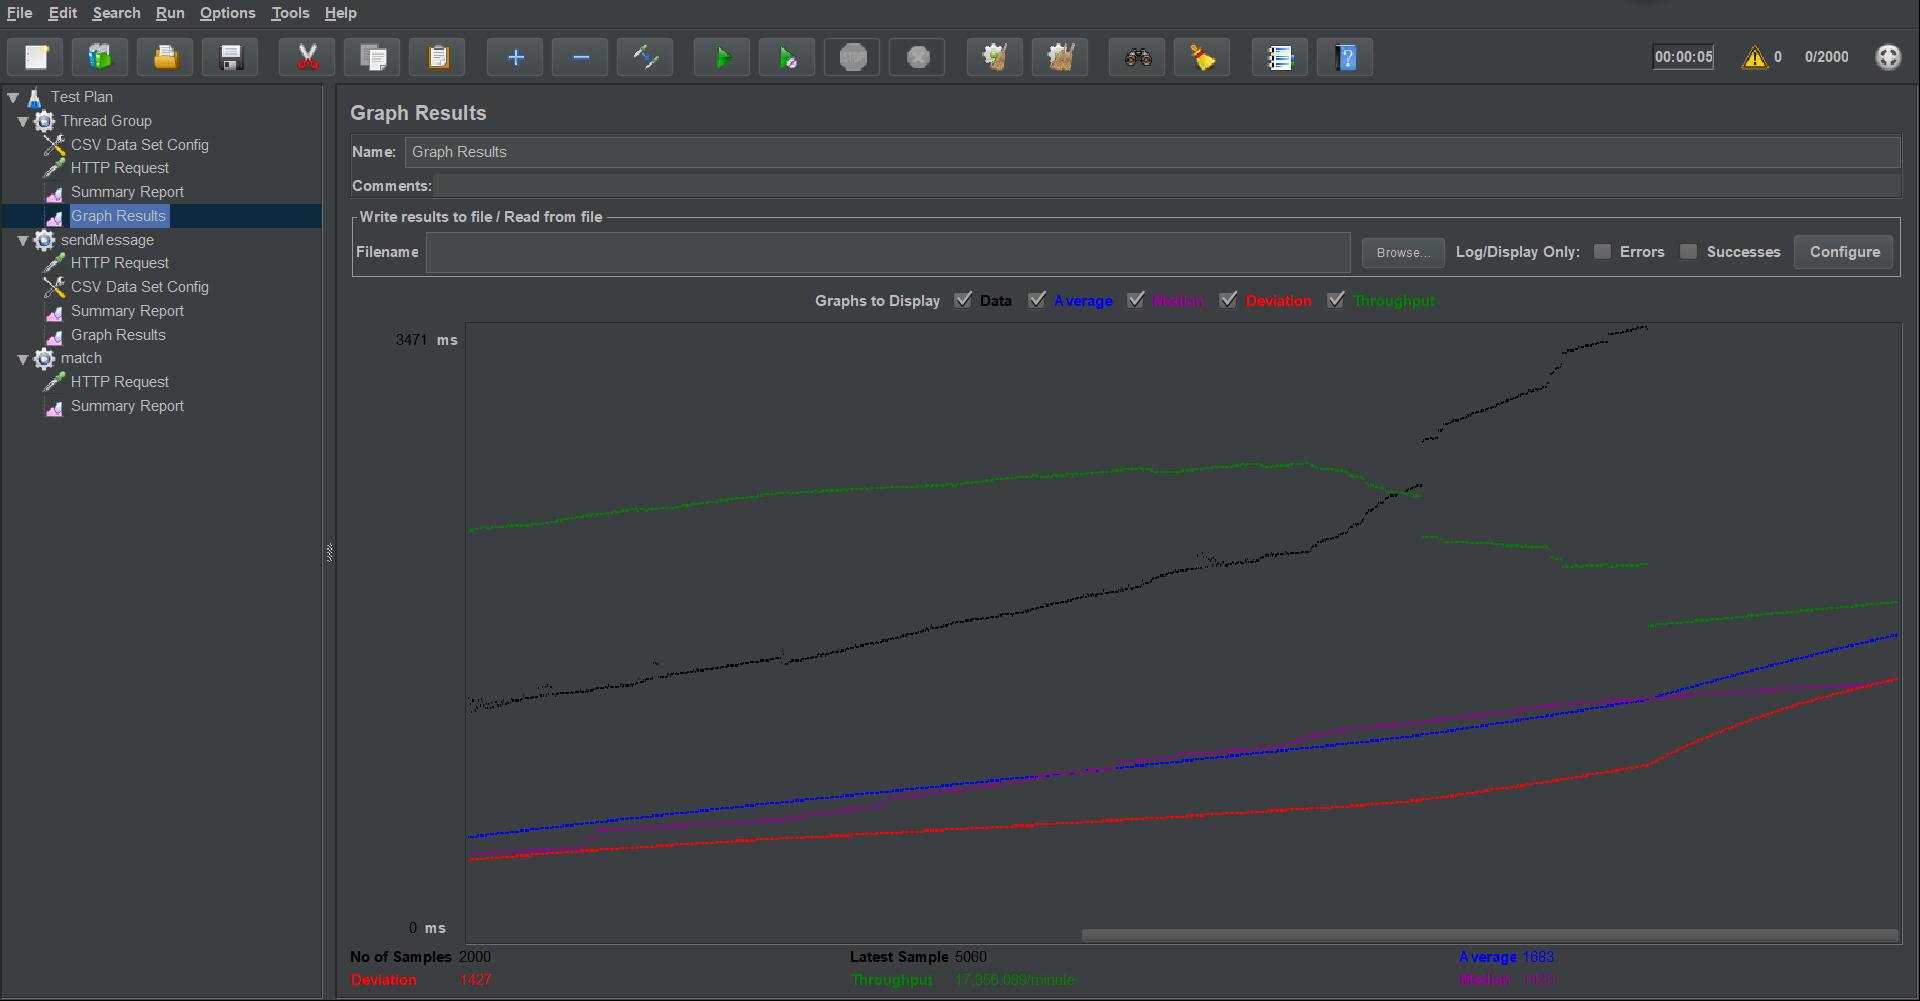 File Edit Search Run Options Tools Help
STOP
00:00:05 0 0/2000
Test Plan
Thread Group
CSV Data Set Config
HTTP Request
Summary Report
Graph Results
sendMessage
HTTP Request
CSV Data Set Config
Summary Report
Graph Results
match
HTTP Request
Summary Report
Graph Results
Name: Graph Results
Comments:
Write results to file / Read from file
Filename Browse... Log/Display Only: Errors Successes Configure
Graphs to Display Data Average Median Deviation Throughput
3471 ms
0 ms
No of Samples 2000 Latest Sample 5060 Average 1683
Deviation 1427 Throughput 17,356.089/minute Median